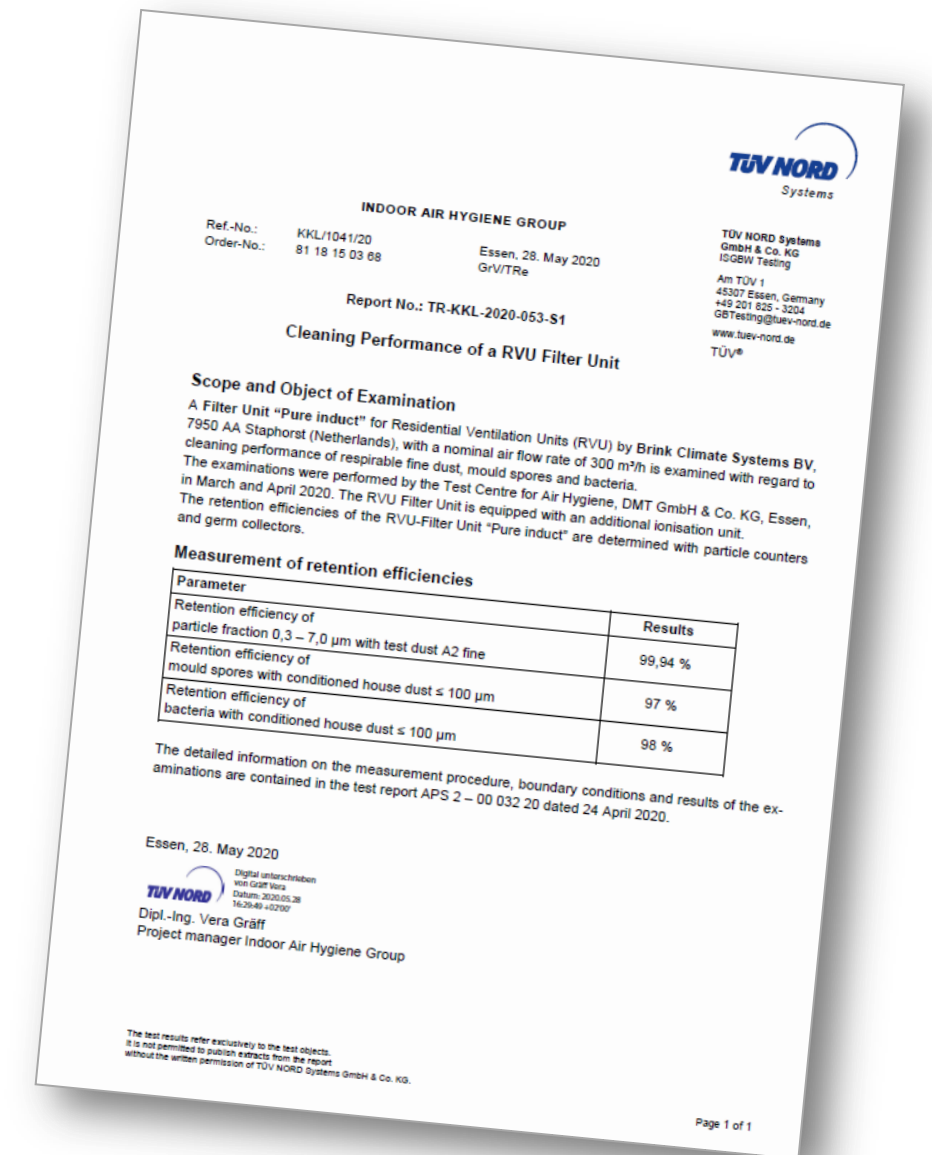 TÜV NORD
Systems
INDOOR AIR HYGIENE GROUP
Ref.-No.: KKL/1041/20
Order-No.: 81 18 15 03 68
Essen, 28. May 2020
GrV/TRe
TÜV NORD Systems
GmbH & Co. KG
ISGBW Testing
Am TÜV 1
45307 Essen, Germany
+49 201 825 - 3204
GBTesting@tuev-nord.de
www.tuev-nord.de
TÜV®
Report No.: TR-KKL-2020-053-S1
Cleaning Performance of a RVU Filter Unit
Scope and Object of Examination
A Filter Unit “Pure induct” for Residential Ventilation Units (RVU) by Brink Climate Systems BV,
7950 AA Staphorst (Netherlands), with a nominal air flow rate of 300 m³/h is examined with regard to
cleaning performance of respirable fine dust, mould spores and bacteria.
The examinations were performed by the Test Centre for Air Hygiene, DMT GmbH & Co. KG, Essen,
in March and April 2020. The RVU Filter Unit is equipped with an additional ionisation unit.
The retention efficiencies of the RVU-Filter Unit “Pure induct” are determined with particle counters
and germ collectors.
Measurement of retention efficiencies
Parameter Results
Retention efficiency of
particle fraction 0,3 – 7,0 µm with test dust A2 fine 99,94 %
Retention efficiency of
mould spores with conditioned house dust ≤ 100 µm 97 %
Retention efficiency of
bacteria with conditioned house dust ≤ 100 µm 98 %
The detailed information on the measurement procedure, boundary conditions and results of the ex-
aminations are contained in the test report APS 2 – 00 032 20 dated 24 April 2020.
Essen, 28. May 2020
TÜV NORD
Digital unterschrieben
von Gräff Vera
Datum: 2020.05.28
16:29:49 +02'00'
Dipl.-Ing. Vera Gräff
Project manager Indoor Air Hygiene Group
The test results refer exclusively to the test objects.
It is not permitted to publish extracts from the report
without the written permission of TÜV NORD Systems GmbH & Co. KG.
Page 1 of 1